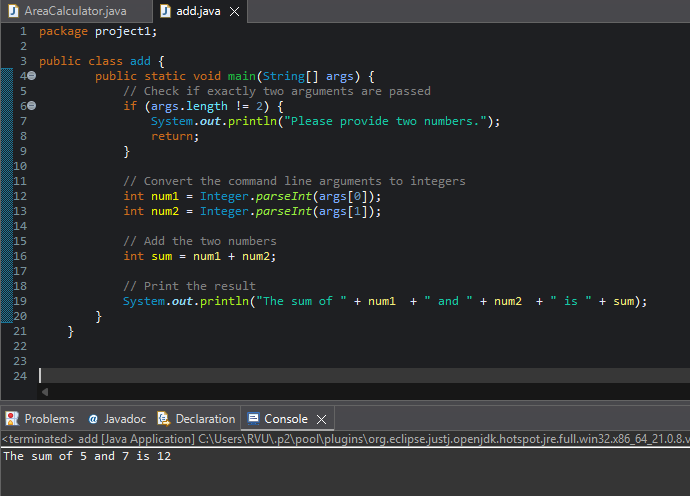 AreaCalculator.java add.java
1 package project1;
2
3 public class add {
4 public static void main(String[] args) {
5 // Check if exactly two arguments are passed
6 if (args.length != 2) {
7 System.out.println("Please provide two numbers.");
8 return;
9 }
10
11 // Convert the command line arguments to integers
12 int num1 = Integer.parseInt(args[0]);
13 int num2 = Integer.parseInt(args[1]);
14
15 // Add the two numbers
16 int sum = num1 + num2;
17
18 // Print the result
19 System.out.println("The sum of " + num1  + " and " + num2  + " is " + sum);
20 }
21 }
22
23
24
Problems Javadoc Declaration Console
<terminated> add [Java Application] C:\Users\RVU\.p2\pool\plugins\org.eclipse.justj.openjdk.hotspot.jre.full.win32.x86_64_21.0.8.v
The sum of 5 and 7 is 12